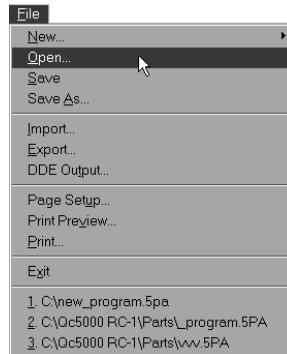 File
New...
Open...
Save
Save As...
Import...
Export...
DDE Output...
Page Setup...
Print Preview...
Print...
Exit
1. C:\new_program.5pa
2. C:\Qc5000 RC-1\Parts\_program.5PA
3. C:\Qc5000 RC-1\Parts\vvv.5PA